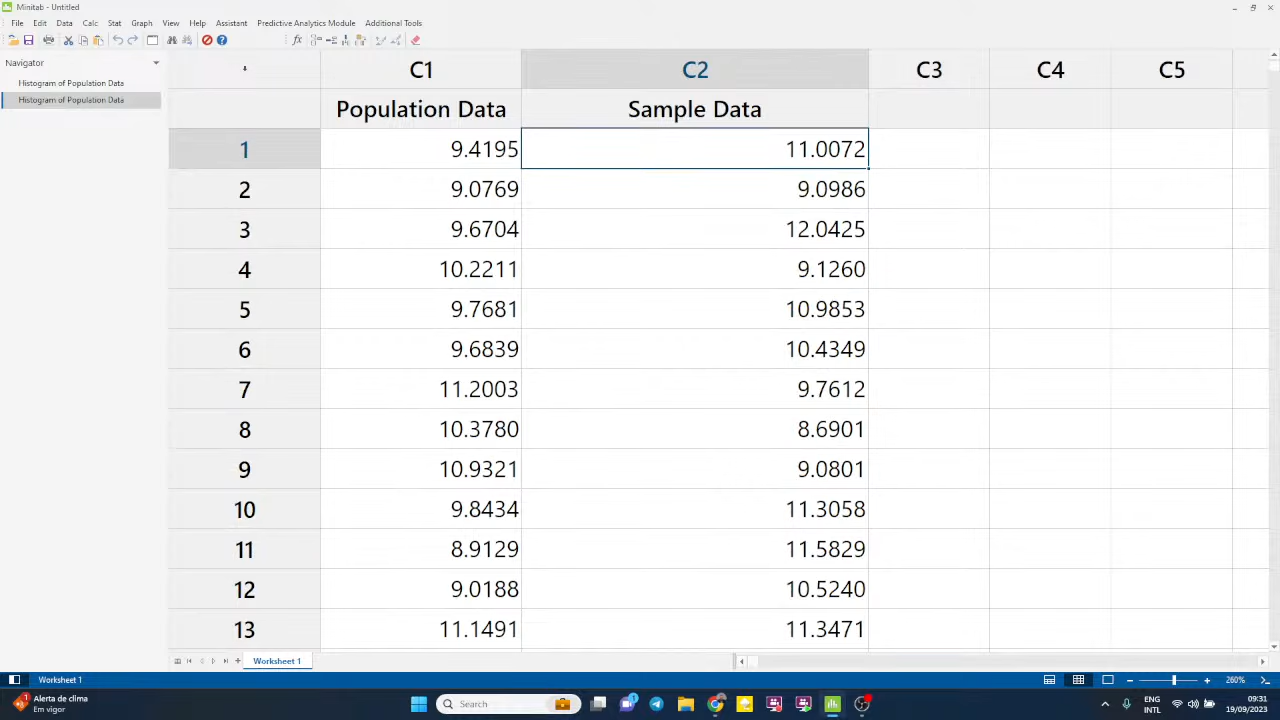 Minitab - Untitled
File Edit Data Calc Stat Graph View Help Assistant Predictive Analytics Module Additional Tools
Navigator
Histogram of Population Data
Histogram of Population Data
C1 C2 C3 C4 C5
Population Data Sample Data
1 9.4195 11.0072
2 9.0769 9.0986
3 9.6704 12.0425
4 10.2211 9.1260
5 9.7681 10.9853
6 9.6839 10.4349
7 11.2003 9.7612
8 10.3780 8.6901
9 10.9321 9.0801
10 9.8434 11.3058
11 8.9129 11.5829
12 9.0188 10.5240
13 11.1491 11.3471
Worksheet 1
Worksheet 1 260%
Alerta de clima
Em vigor
Search
ENG
INTL
09:31
19/09/2023